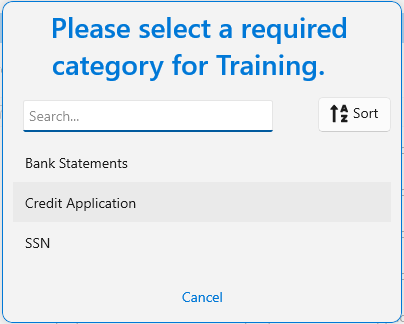 Please select a required
category for Training.
Search...
Sort
Bank Statements
Credit Application
SSN
Cancel